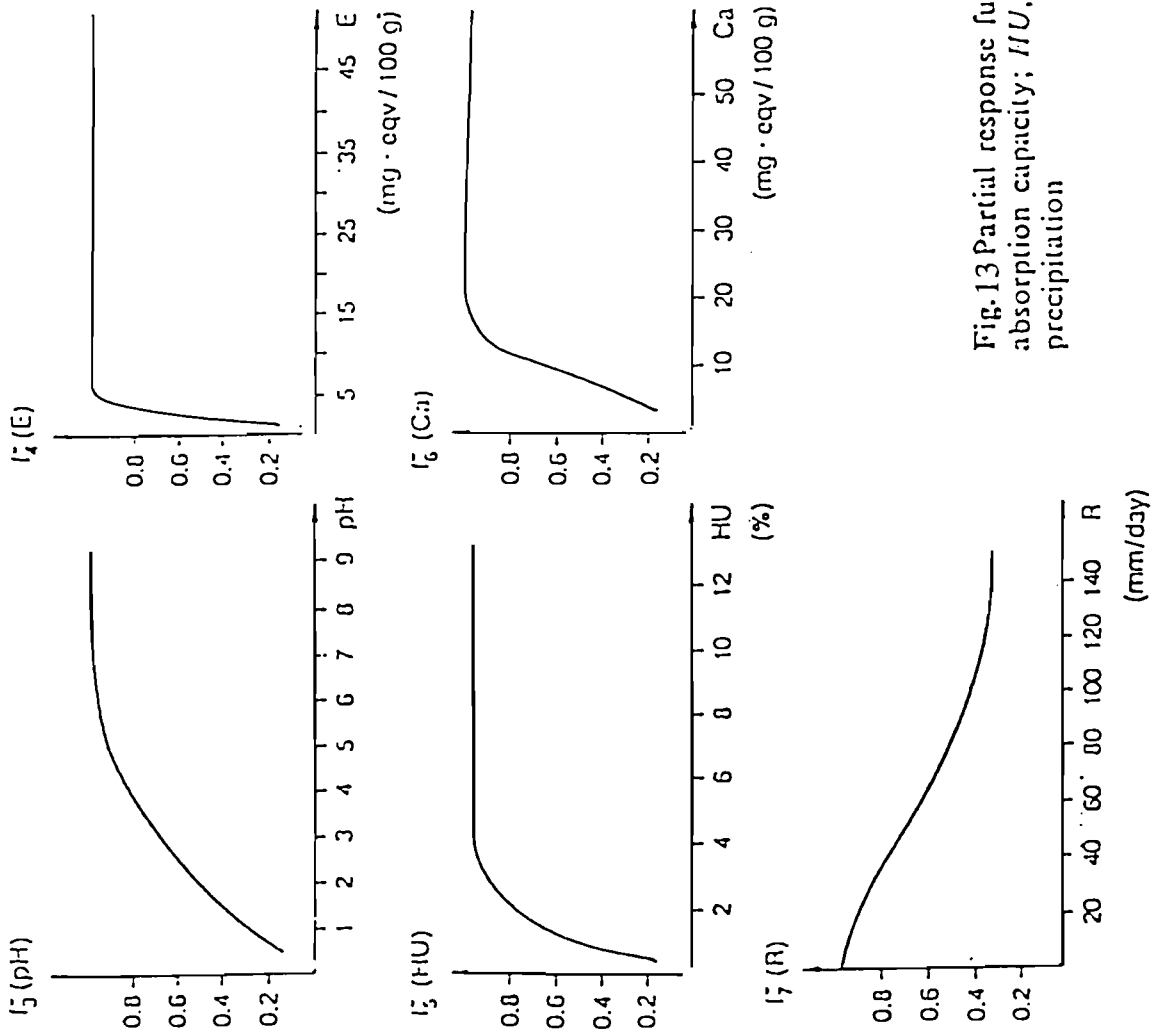 (pH)
0.8
0.6
0.4
0.2
1 2 3 4 5 6 7 8 9 pH
(E)
0.8
0.6
0.4
0.2
5 15 25 35 45 E
(mg · eqv/100 g)
(HU)
0.8
0.6
0.4
0.2
2 4 6 8 10 12 HU
(%)
(Ca)
0.8
0.6
0.4
0.2
10 20 30 40 50 Ca
(mg · eqv/100 g)
(R)
0.8
0.6
0.4
0.2
20 40 60 80 100 120 140 R
(mm/day)
Fig.13 Partial response fu
absorption capacity; HU,
precipitation